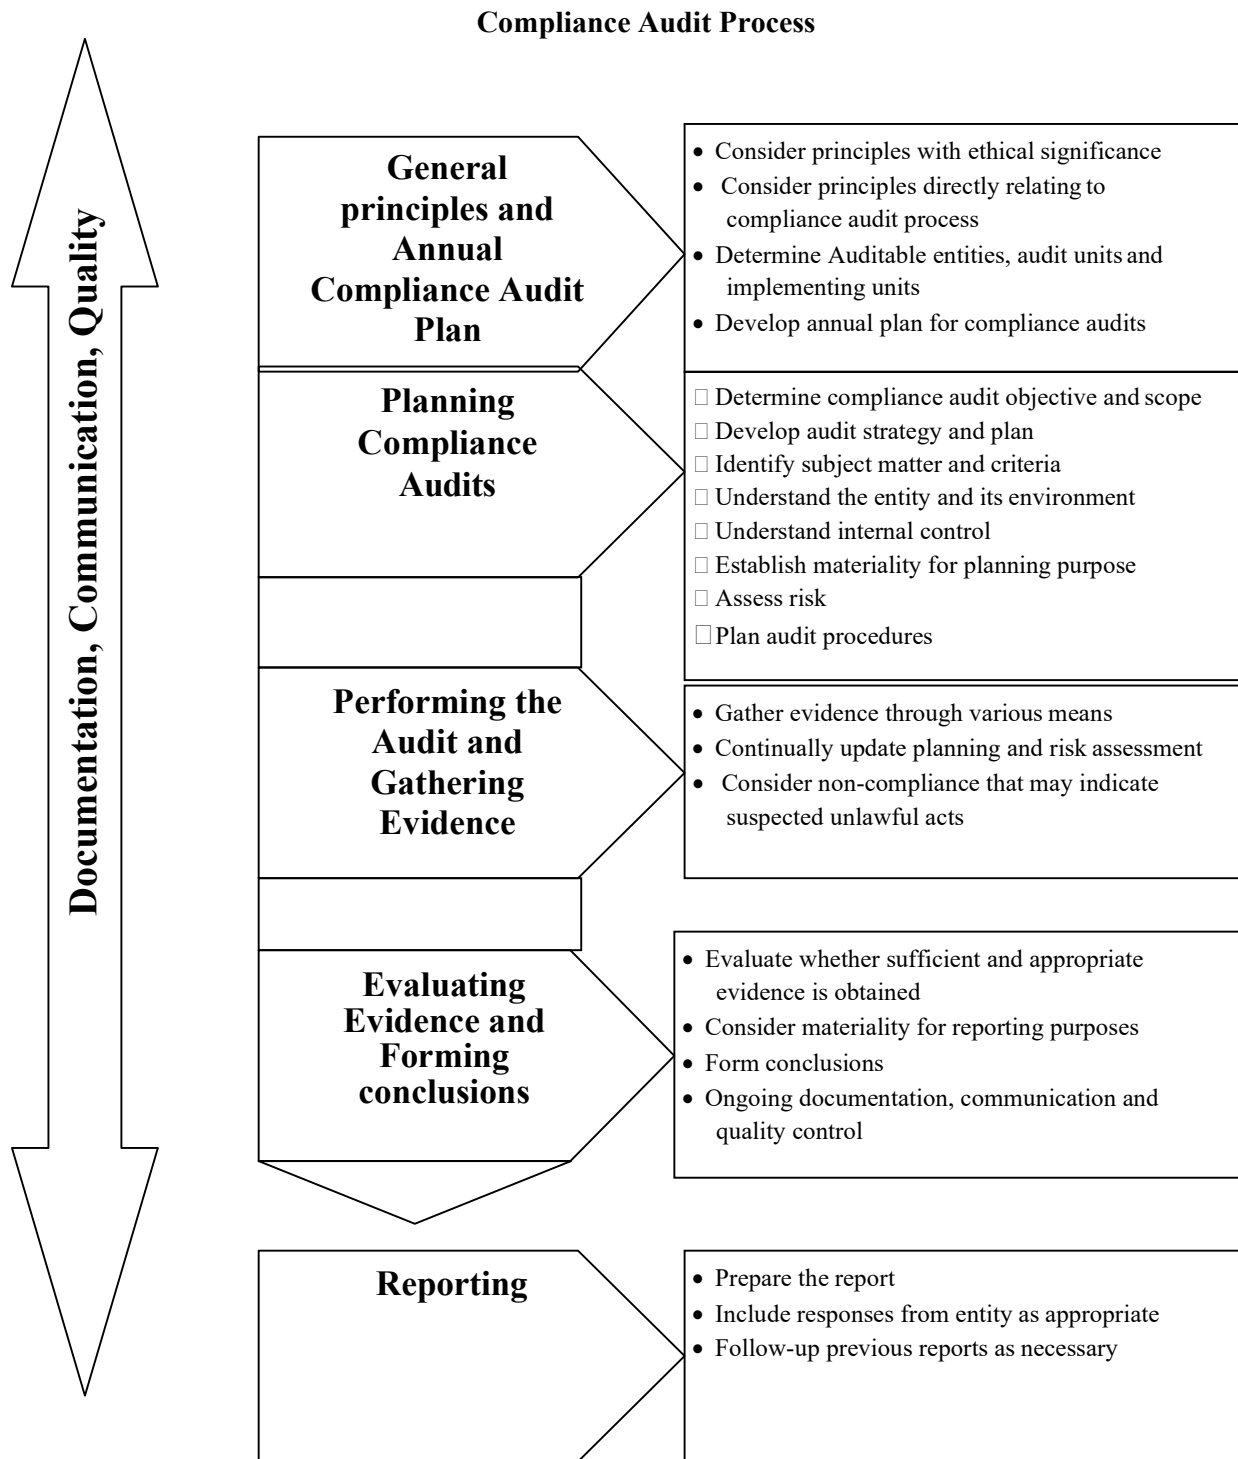 Compliance Audit Process
Documentation, Communication, Quality
General
principles and
Annual
Compliance Audit
Plan
• Consider principles with ethical significance
• Consider principles directly relating to
compliance audit process
• Determine Auditable entities, audit units and
implementing units
• Develop annual plan for compliance audits
Planning
Compliance
Audits
□ Determine compliance audit objective and scope
□ Develop audit strategy and plan
□ Identify subject matter and criteria
□ Understand the entity and its environment
□ Understand internal control
□ Establish materiality for planning purpose
□ Assess risk
□ Plan audit procedures
Performing the
Audit and
Gathering
Evidence
• Gather evidence through various means
• Continually update planning and risk assessment
• Consider non-compliance that may indicate
suspected unlawful acts
Evaluating
Evidence and
Forming
conclusions
• Evaluate whether sufficient and appropriate
evidence is obtained
• Consider materiality for reporting purposes
• Form conclusions
• Ongoing documentation, communication and
quality control
Reporting
• Prepare the report
• Include responses from entity as appropriate
• Follow-up previous reports as necessary